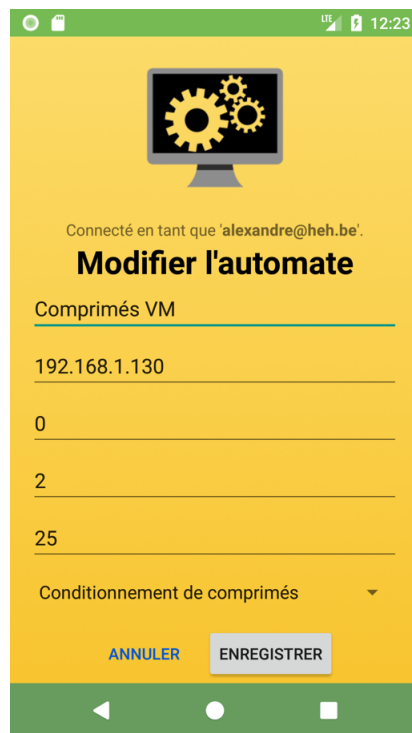 LTE 12:23
Connecté en tant que 'alexandre@heh.be'.
Modifier l'automate
Comprimés VM
192.168.1.130
0
2
25
Conditionnement de comprimés
ANNULER ENREGISTRER